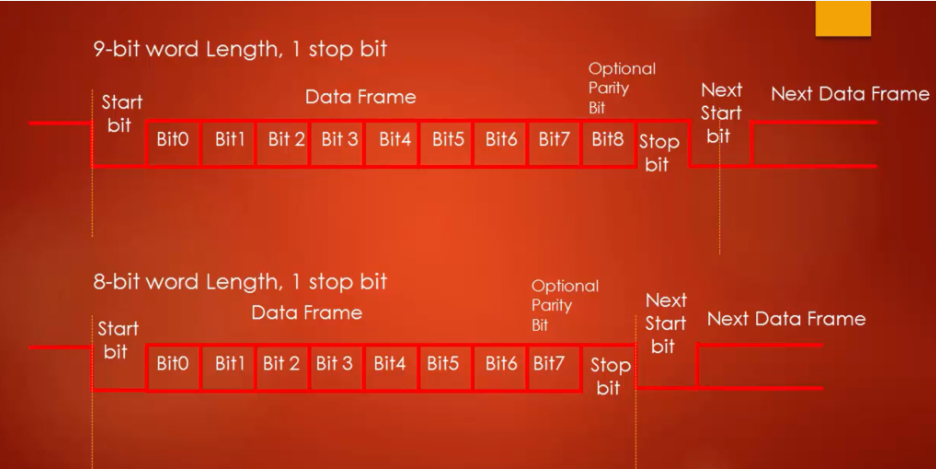 9-bit word Length, 1 stop bit
Optional
Parity
Bit
Start
bit
Data Frame
Next
Start
bit
Next Data Frame
Bit0 Bit1 Bit 2 Bit 3 Bit4 Bit5 Bit6 Bit7 Bit8
Stop
bit
8-bit word Length, 1 stop bit
Optional
Parity
Bit
Start
bit
Data Frame
Next
Start
bit
Next Data Frame
Bit0 Bit1 Bit 2 Bit 3 Bit4 Bit5 Bit6 Bit7
Stop
bit